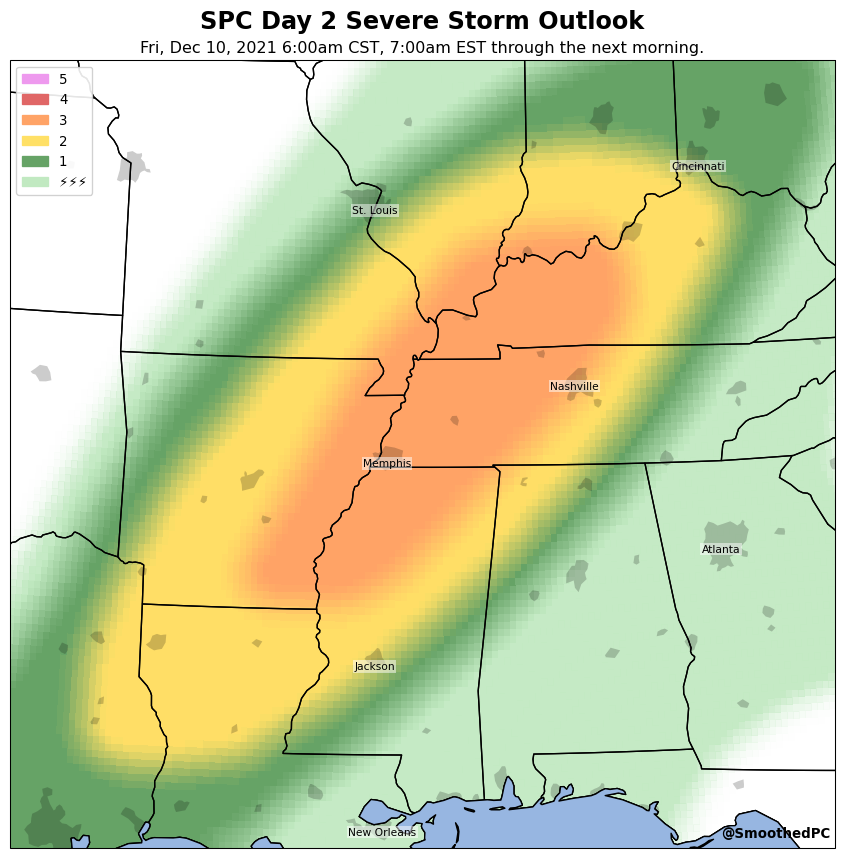 SPC Day 2 Severe Storm Outlook
Fri, Dec 10, 2021 6:00am CST, 7:00am EST through the next morning.
5
4
3
2
1
⚡⚡⚡
Cincinnati
St. Louis
Nashville
Memphis
Atlanta
Jackson
New Orleans
@SmoothedPC